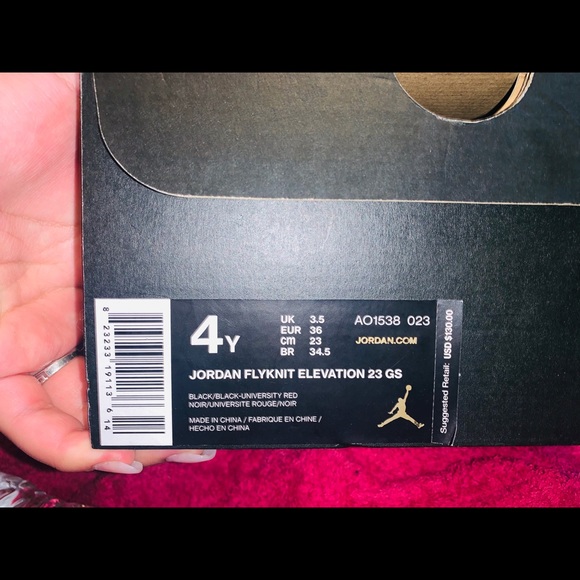 8 23233 19113 6 14
4Y
UK 3.5
EUR 36
CM 23
BR 34.5
AO1538 023
JORDAN.COM
JORDAN FLYKNIT ELEVATION 23 GS
BLACK/BLACK-UNIVERSITY RED
NOIR/UNIVERSITE ROUGE/NOIR
MADE IN CHINA / FABRIQUE EN CHINE /
HECHO EN CHINA
Suggested Retail: USD $130.00